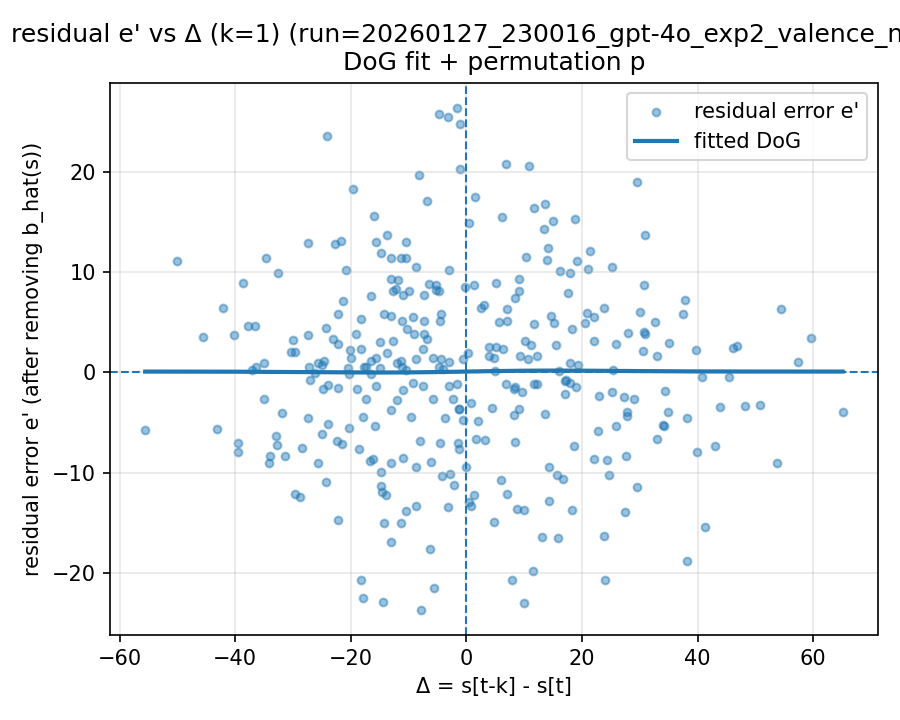 residual e' vs Δ (k=1) (run=20260127_230016_gpt-4o_exp2_valence_n
DoG fit + permutation p
residual error e'
fitted DoG
residual error e' (after removing b_hat(s))
20
10
0
−10
−20
−60
−40
−20
0
20
40
60
Δ = s[t-k] - s[t]